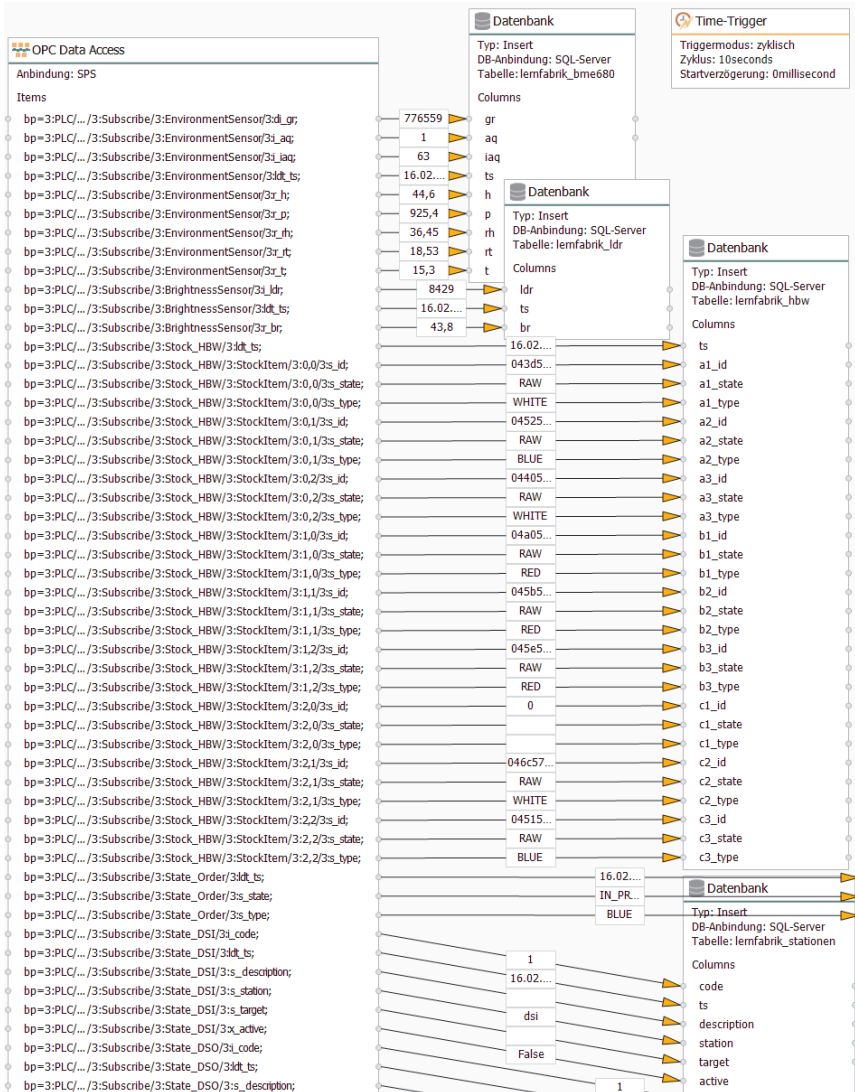 Datenbank
Typ: Insert
DB-Anbindung: SQL-Server
Tabelle: lernfabrik_bme680
Columns
Time-Trigger
Triggermodus: zyklisch
Zyklus: 10seconds
Startverzögerung: 0millisecond
OPC Data Access
Anbindung: SPS
Items
bp=3:PLC/.../3:Subscribe/3:EnvironmentSensor/3:di_gr; 776559 gr
bp=3:PLC/.../3:Subscribe/3:EnvironmentSensor/3:i_aq; 1 aq
bp=3:PLC/.../3:Subscribe/3:EnvironmentSensor/3:i_iaq; 63 iaq
bp=3:PLC/.../3:Subscribe/3:EnvironmentSensor/3:ldt_ts; 16.02.... ts
bp=3:PLC/.../3:Subscribe/3:EnvironmentSensor/3:r_h; 44,6 h
bp=3:PLC/.../3:Subscribe/3:EnvironmentSensor/3:r_p; 925,4 p
bp=3:PLC/.../3:Subscribe/3:EnvironmentSensor/3:r_rh; 36,45 rh
bp=3:PLC/.../3:Subscribe/3:EnvironmentSensor/3:r_rt; 18,53 rt
bp=3:PLC/.../3:Subscribe/3:EnvironmentSensor/3:r_t; 15,3 t
Datenbank
Typ: Insert
DB-Anbindung: SQL-Server
Tabelle: lernfabrik_ldr
Columns
bp=3:PLC/.../3:Subscribe/3:BrightnessSensor/3:i_ldr; 8429 ldr
bp=3:PLC/.../3:Subscribe/3:BrightnessSensor/3:ldt_ts; 16.02.... ts
bp=3:PLC/.../3:Subscribe/3:BrightnessSensor/3:r_br; 43,8 br
Datenbank
Typ: Insert
DB-Anbindung: SQL-Server
Tabelle: lernfabrik_hbw
Columns
bp=3:PLC/.../3:Subscribe/3:Stock_HBW/3:ldt_ts; 16.02.... ts
bp=3:PLC/.../3:Subscribe/3:Stock_HBW/3:StockItem/3:0,0/3:s_id; 043d5... a1_id
bp=3:PLC/.../3:Subscribe/3:Stock_HBW/3:StockItem/3:0,0/3:s_state; RAW a1_state
bp=3:PLC/.../3:Subscribe/3:Stock_HBW/3:StockItem/3:0,0/3:s_type; WHITE a1_type
bp=3:PLC/.../3:Subscribe/3:Stock_HBW/3:StockItem/3:0,1/3:s_id; 04525... a2_id
bp=3:PLC/.../3:Subscribe/3:Stock_HBW/3:StockItem/3:0,1/3:s_state; RAW a2_state
bp=3:PLC/.../3:Subscribe/3:Stock_HBW/3:StockItem/3:0,1/3:s_type; BLUE a2_type
bp=3:PLC/.../3:Subscribe/3:Stock_HBW/3:StockItem/3:0,2/3:s_id; 04405... a3_id
bp=3:PLC/.../3:Subscribe/3:Stock_HBW/3:StockItem/3:0,2/3:s_state; RAW a3_state
bp=3:PLC/.../3:Subscribe/3:Stock_HBW/3:StockItem/3:0,2/3:s_type; WHITE a3_type
bp=3:PLC/.../3:Subscribe/3:Stock_HBW/3:StockItem/3:1,0/3:s_id; 04a05... b1_id
bp=3:PLC/.../3:Subscribe/3:Stock_HBW/3:StockItem/3:1,0/3:s_state; RAW b1_state
bp=3:PLC/.../3:Subscribe/3:Stock_HBW/3:StockItem/3:1,0/3:s_type; RED b1_type
bp=3:PLC/.../3:Subscribe/3:Stock_HBW/3:StockItem/3:1,1/3:s_id; 045b5... b2_id
bp=3:PLC/.../3:Subscribe/3:Stock_HBW/3:StockItem/3:1,1/3:s_state; RAW b2_state
bp=3:PLC/.../3:Subscribe/3:Stock_HBW/3:StockItem/3:1,1/3:s_type; RED b2_type
bp=3:PLC/.../3:Subscribe/3:Stock_HBW/3:StockItem/3:1,2/3:s_id; 045e5... b3_id
bp=3:PLC/.../3:Subscribe/3:Stock_HBW/3:StockItem/3:1,2/3:s_state; RAW b3_state
bp=3:PLC/.../3:Subscribe/3:Stock_HBW/3:StockItem/3:1,2/3:s_type; RED b3_type
bp=3:PLC/.../3:Subscribe/3:Stock_HBW/3:StockItem/3:2,0/3:s_id; 0 c1_id
bp=3:PLC/.../3:Subscribe/3:Stock_HBW/3:StockItem/3:2,0/3:s_state; c1_state
bp=3:PLC/.../3:Subscribe/3:Stock_HBW/3:StockItem/3:2,0/3:s_type; c1_type
bp=3:PLC/.../3:Subscribe/3:Stock_HBW/3:StockItem/3:2,1/3:s_id; 046c57... c2_id
bp=3:PLC/.../3:Subscribe/3:Stock_HBW/3:StockItem/3:2,1/3:s_state; RAW c2_state
bp=3:PLC/.../3:Subscribe/3:Stock_HBW/3:StockItem/3:2,1/3:s_type; WHITE c2_type
bp=3:PLC/.../3:Subscribe/3:Stock_HBW/3:StockItem/3:2,2/3:s_id; 04515... c3_id
bp=3:PLC/.../3:Subscribe/3:Stock_HBW/3:StockItem/3:2,2/3:s_state; RAW c3_state
bp=3:PLC/.../3:Subscribe/3:Stock_HBW/3:StockItem/3:2,2/3:s_type; BLUE c3_type
bp=3:PLC/.../3:Subscribe/3:State_Order/3:ldt_ts; 16.02....
bp=3:PLC/.../3:Subscribe/3:State_Order/3:s_state; IN_PR...
bp=3:PLC/.../3:Subscribe/3:State_Order/3:s_type; BLUE
Datenbank
Typ: Insert
DB-Anbindung: SQL-Server
Tabelle: lernfabrik_stationen
Columns
bp=3:PLC/.../3:Subscribe/3:State_DSI/3:i_code; 1 code
bp=3:PLC/.../3:Subscribe/3:State_DSI/3:ldt_ts; 16.02.... ts
bp=3:PLC/.../3:Subscribe/3:State_DSI/3:s_description; description
bp=3:PLC/.../3:Subscribe/3:State_DSI/3:s_station; dsi station
bp=3:PLC/.../3:Subscribe/3:State_DSI/3:s_target; target
bp=3:PLC/.../3:Subscribe/3:State_DSI/3:x_active; False active
bp=3:PLC/.../3:Subscribe/3:State_DSO/3:i_code; 1
bp=3:PLC/.../3:Subscribe/3:State_DSO/3:ldt_ts;
bp=3:PLC/.../3:Subscribe/3:State_DSO/3:s_description;